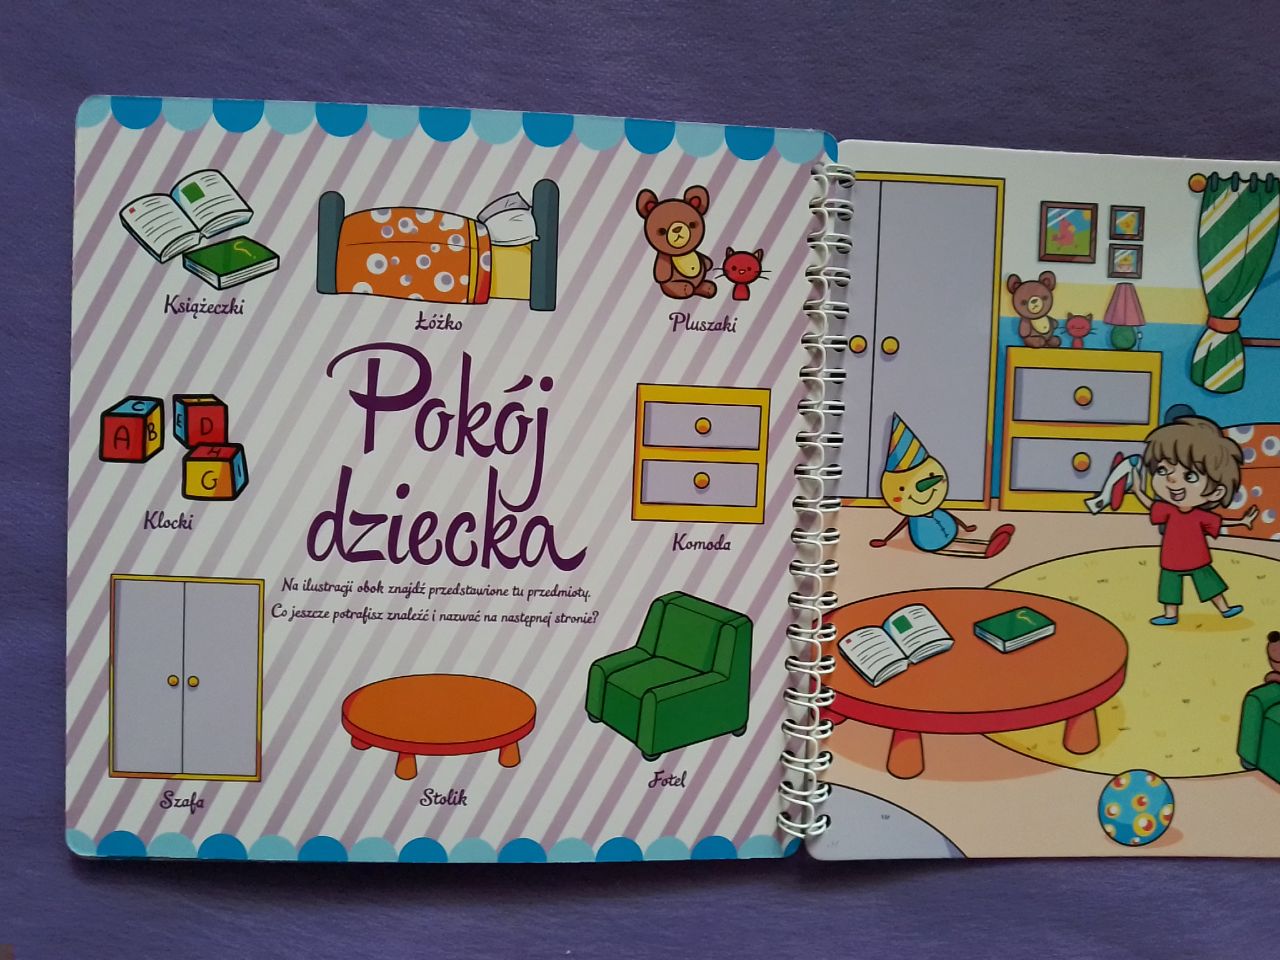 Książeczki
Łóżko
Pluszaki
Pokój
dziecka
Klocki
A
B
C
E
D
H
G
Komoda
Na ilustracji obok znajdź przedstawione tu przedmioty.
Co jeszcze potrafisz znaleźć i nazwać na następnej stronie?
Szafa
Stolik
Fotel